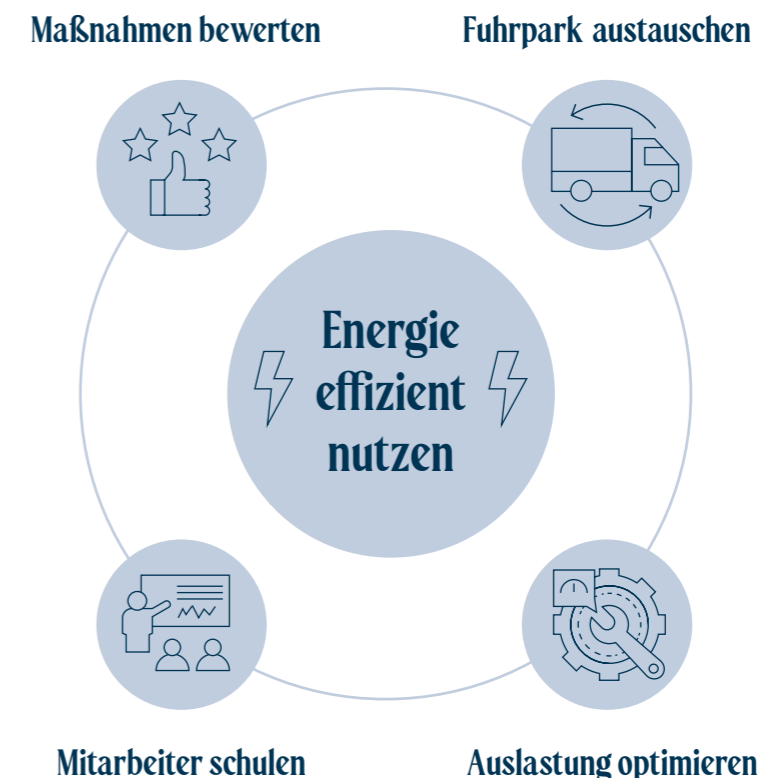 Maßnahmen bewerten
Fuhrpark austauschen
Energie
effizient
nutzen
Mitarbeiter schulen
Auslastung optimieren